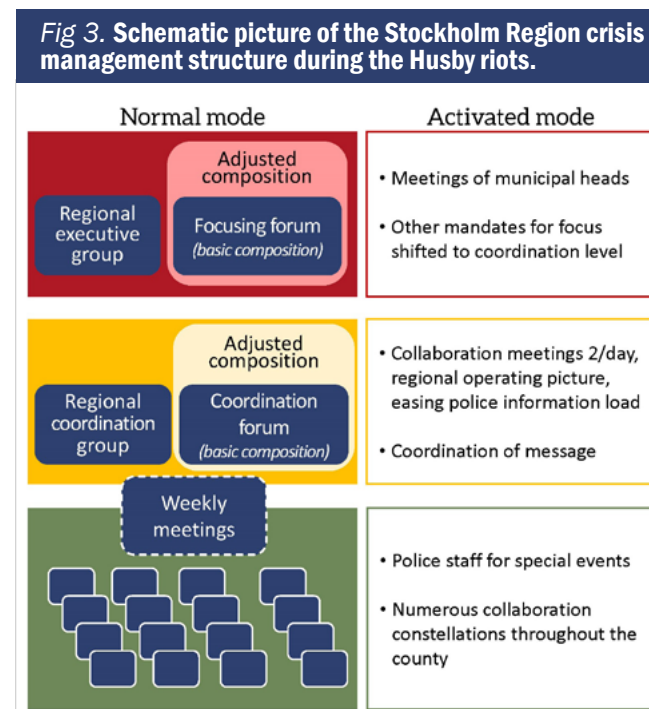 Fig 3. Schematic picture of the Stockholm Region crisis
management structure during the Husby riots.
Normal mode
Activated mode
Adjusted
composition
Regional
executive
group
Focusing forum
(basic composition)
• Meetings of municipal heads
• Other mandates for focus
shifted to coordination level
Adjusted
composition
Regional
coordination
group
Coordination
forum
(basic composition)
• Collaboration meetings 2/day,
regional operating picture,
easing police information load
• Coordination of message
Weekly
meetings
• Police staff for special events
• Numerous collaboration
constellations throughout the
county